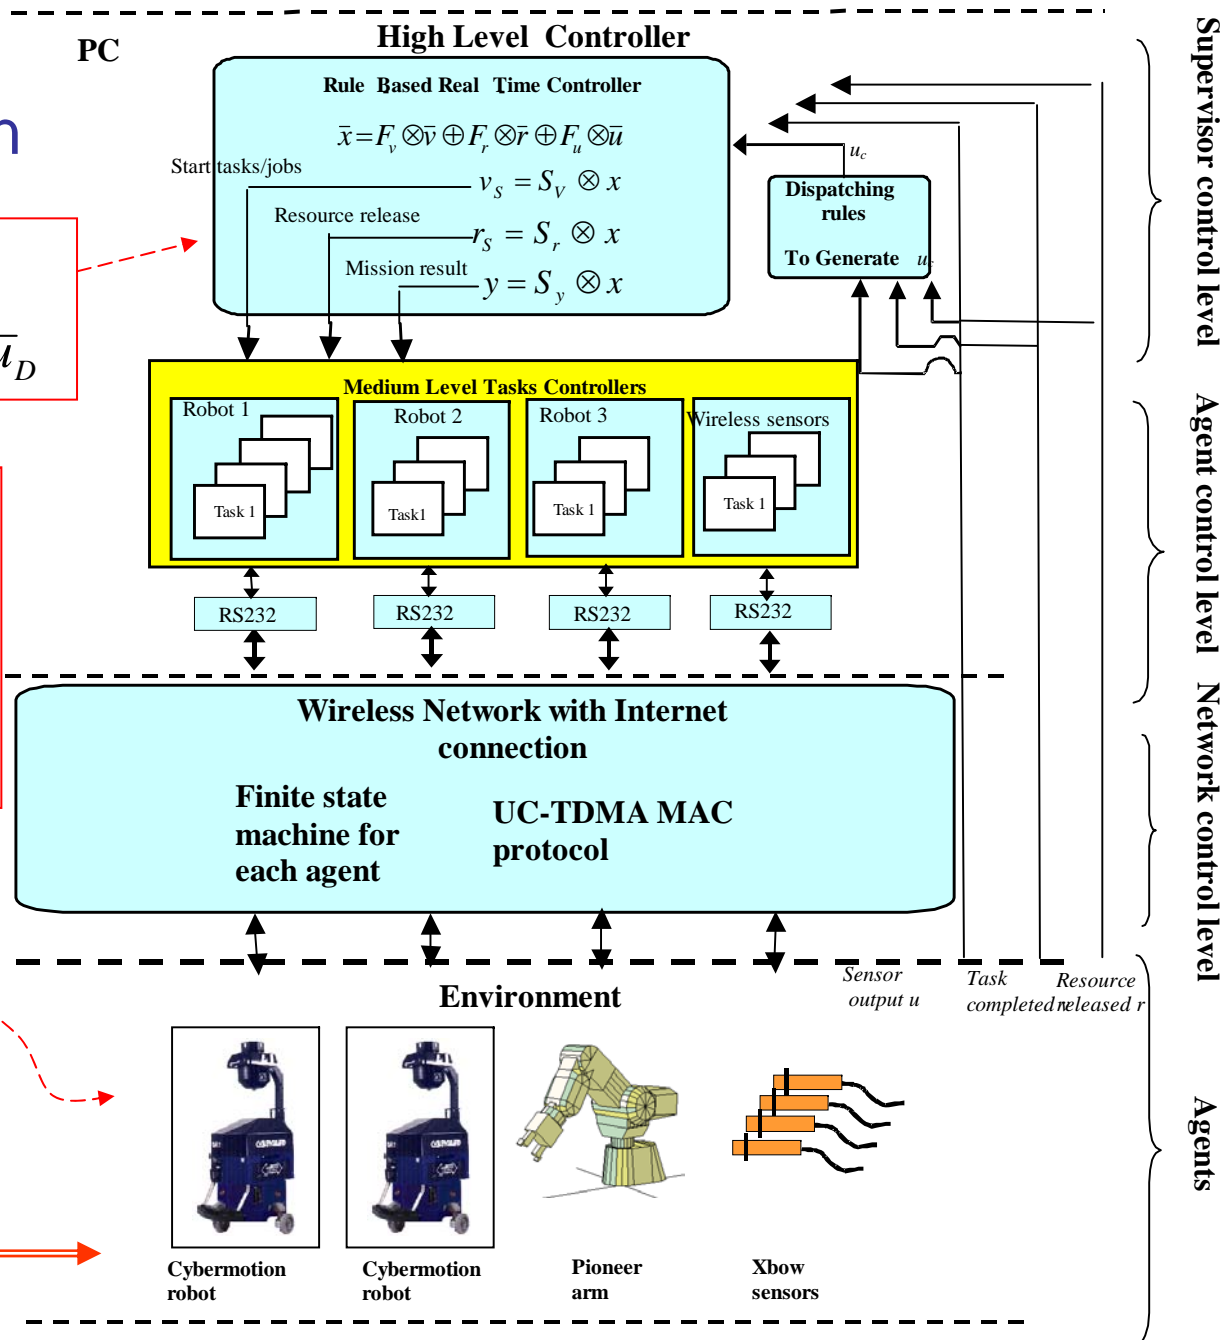 PC
High Level Controller
Rule Based Real Time Controller
x̄ = F_v ⊗ v̄ ⊕ F_r ⊗ r̄ ⊕ F_u ⊗ ū
Start tasks/jobs
v_S = S_V ⊗ x
Resource release
r_S = S_r ⊗ x
Mission result
y = S_y ⊗ x
u_c
Dispatching
rules
To Generate u_c
n
ū_D
Medium Level Tasks Controllers
Robot 1
Robot 2
Robot 3
Wireless sensors
Task 1
Task1
Task 1
Task 1
RS232
RS232
RS232
RS232
Wireless Network with Internet
connection
Finite state
machine for
each agent
UC-TDMA MAC
protocol
Environment
Sensor
output u
Task
completed v
Resource
released r
Cybermotion
robot
Cybermotion
robot
Pioneer
arm
Xbow
sensors
Supervisor control level
Agent control level
Network control level
Agents